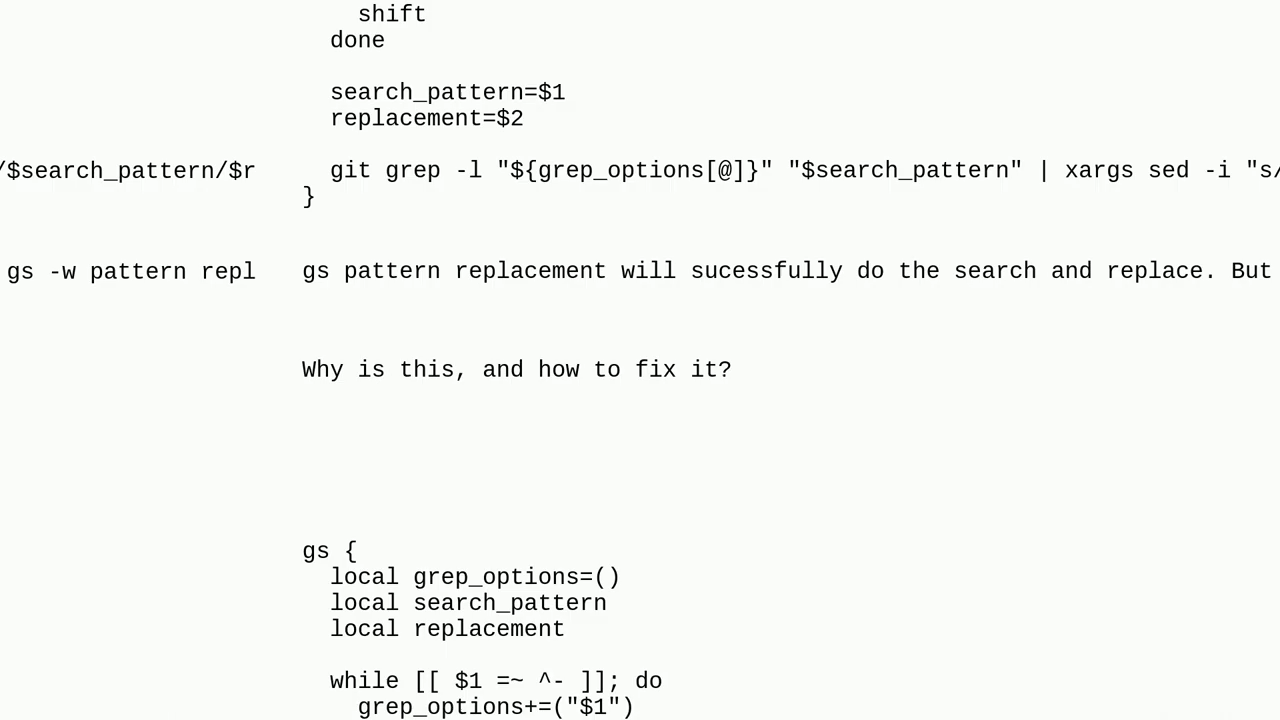 shift
done
search_pattern=$1
replacement=$2
/$search_pattern/$r
git grep -l "${grep_options[@]}" "$search_pattern" | xargs sed -i "s/
}
gs -w pattern repl
gs pattern replacement will sucessfully do the search and replace. But
Why is this, and how to fix it?
gs {
local grep_options=()
local search_pattern
local replacement
while [[ $1 =~ ^- ]]; do
grep_options+=("$1")